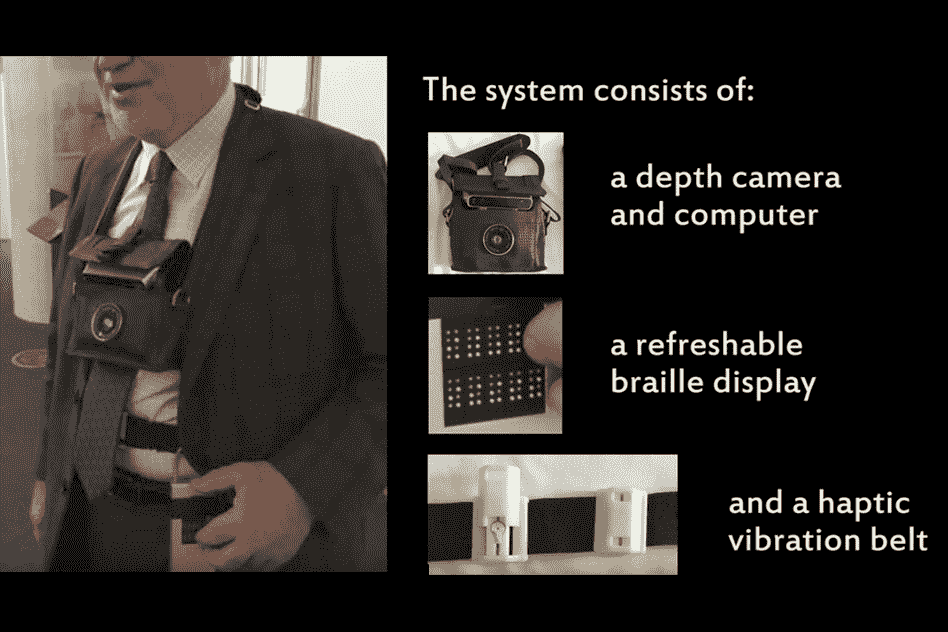 The system consists of:
a depth camera
and computer
a refreshable
braille display
and a haptic
vibration belt